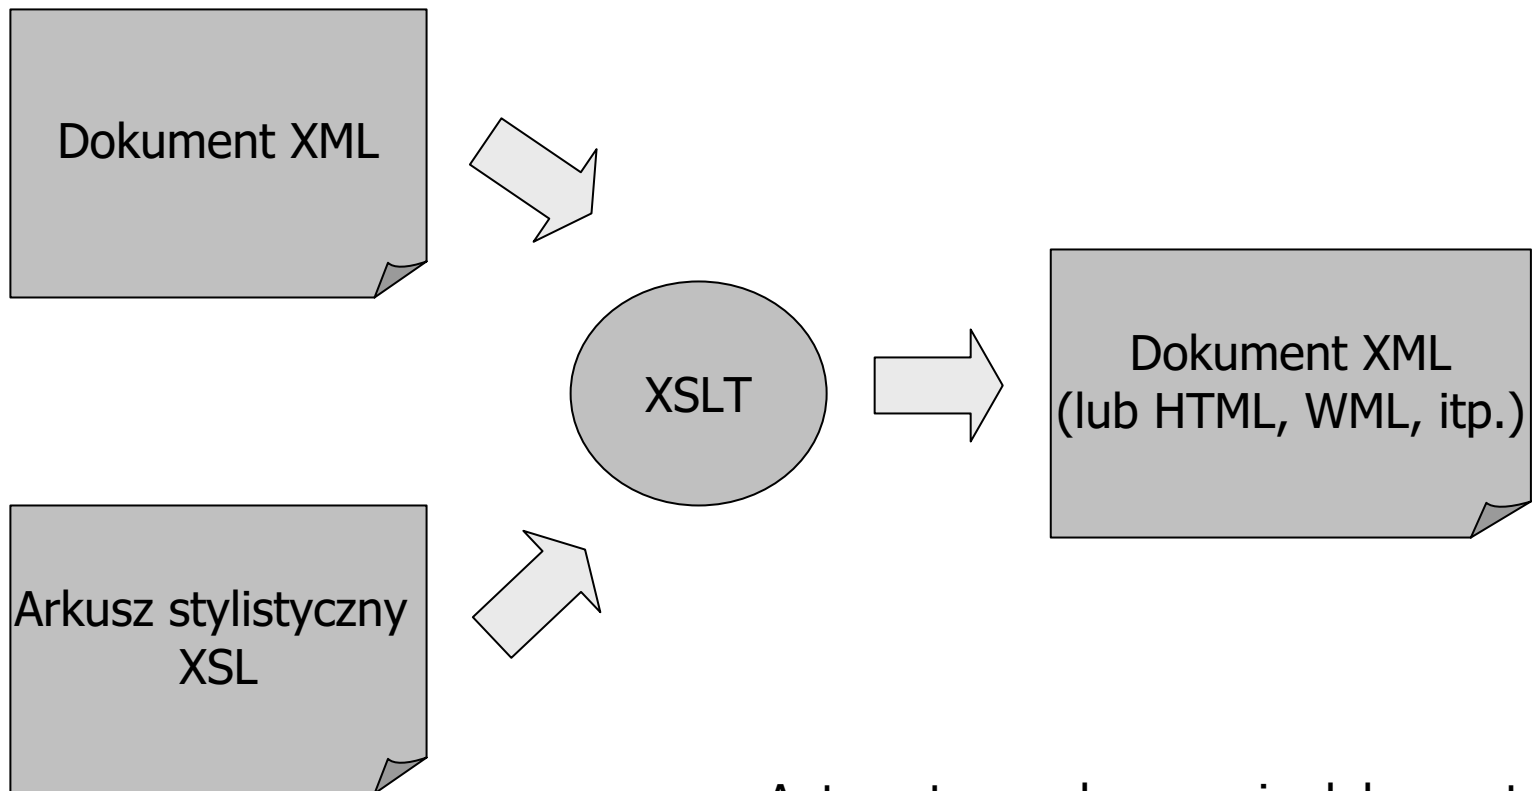 Dokument XML
XSLT
Dokument XML
(lub HTML, WML, itp.)
Arkusz stylistyczny
XSL